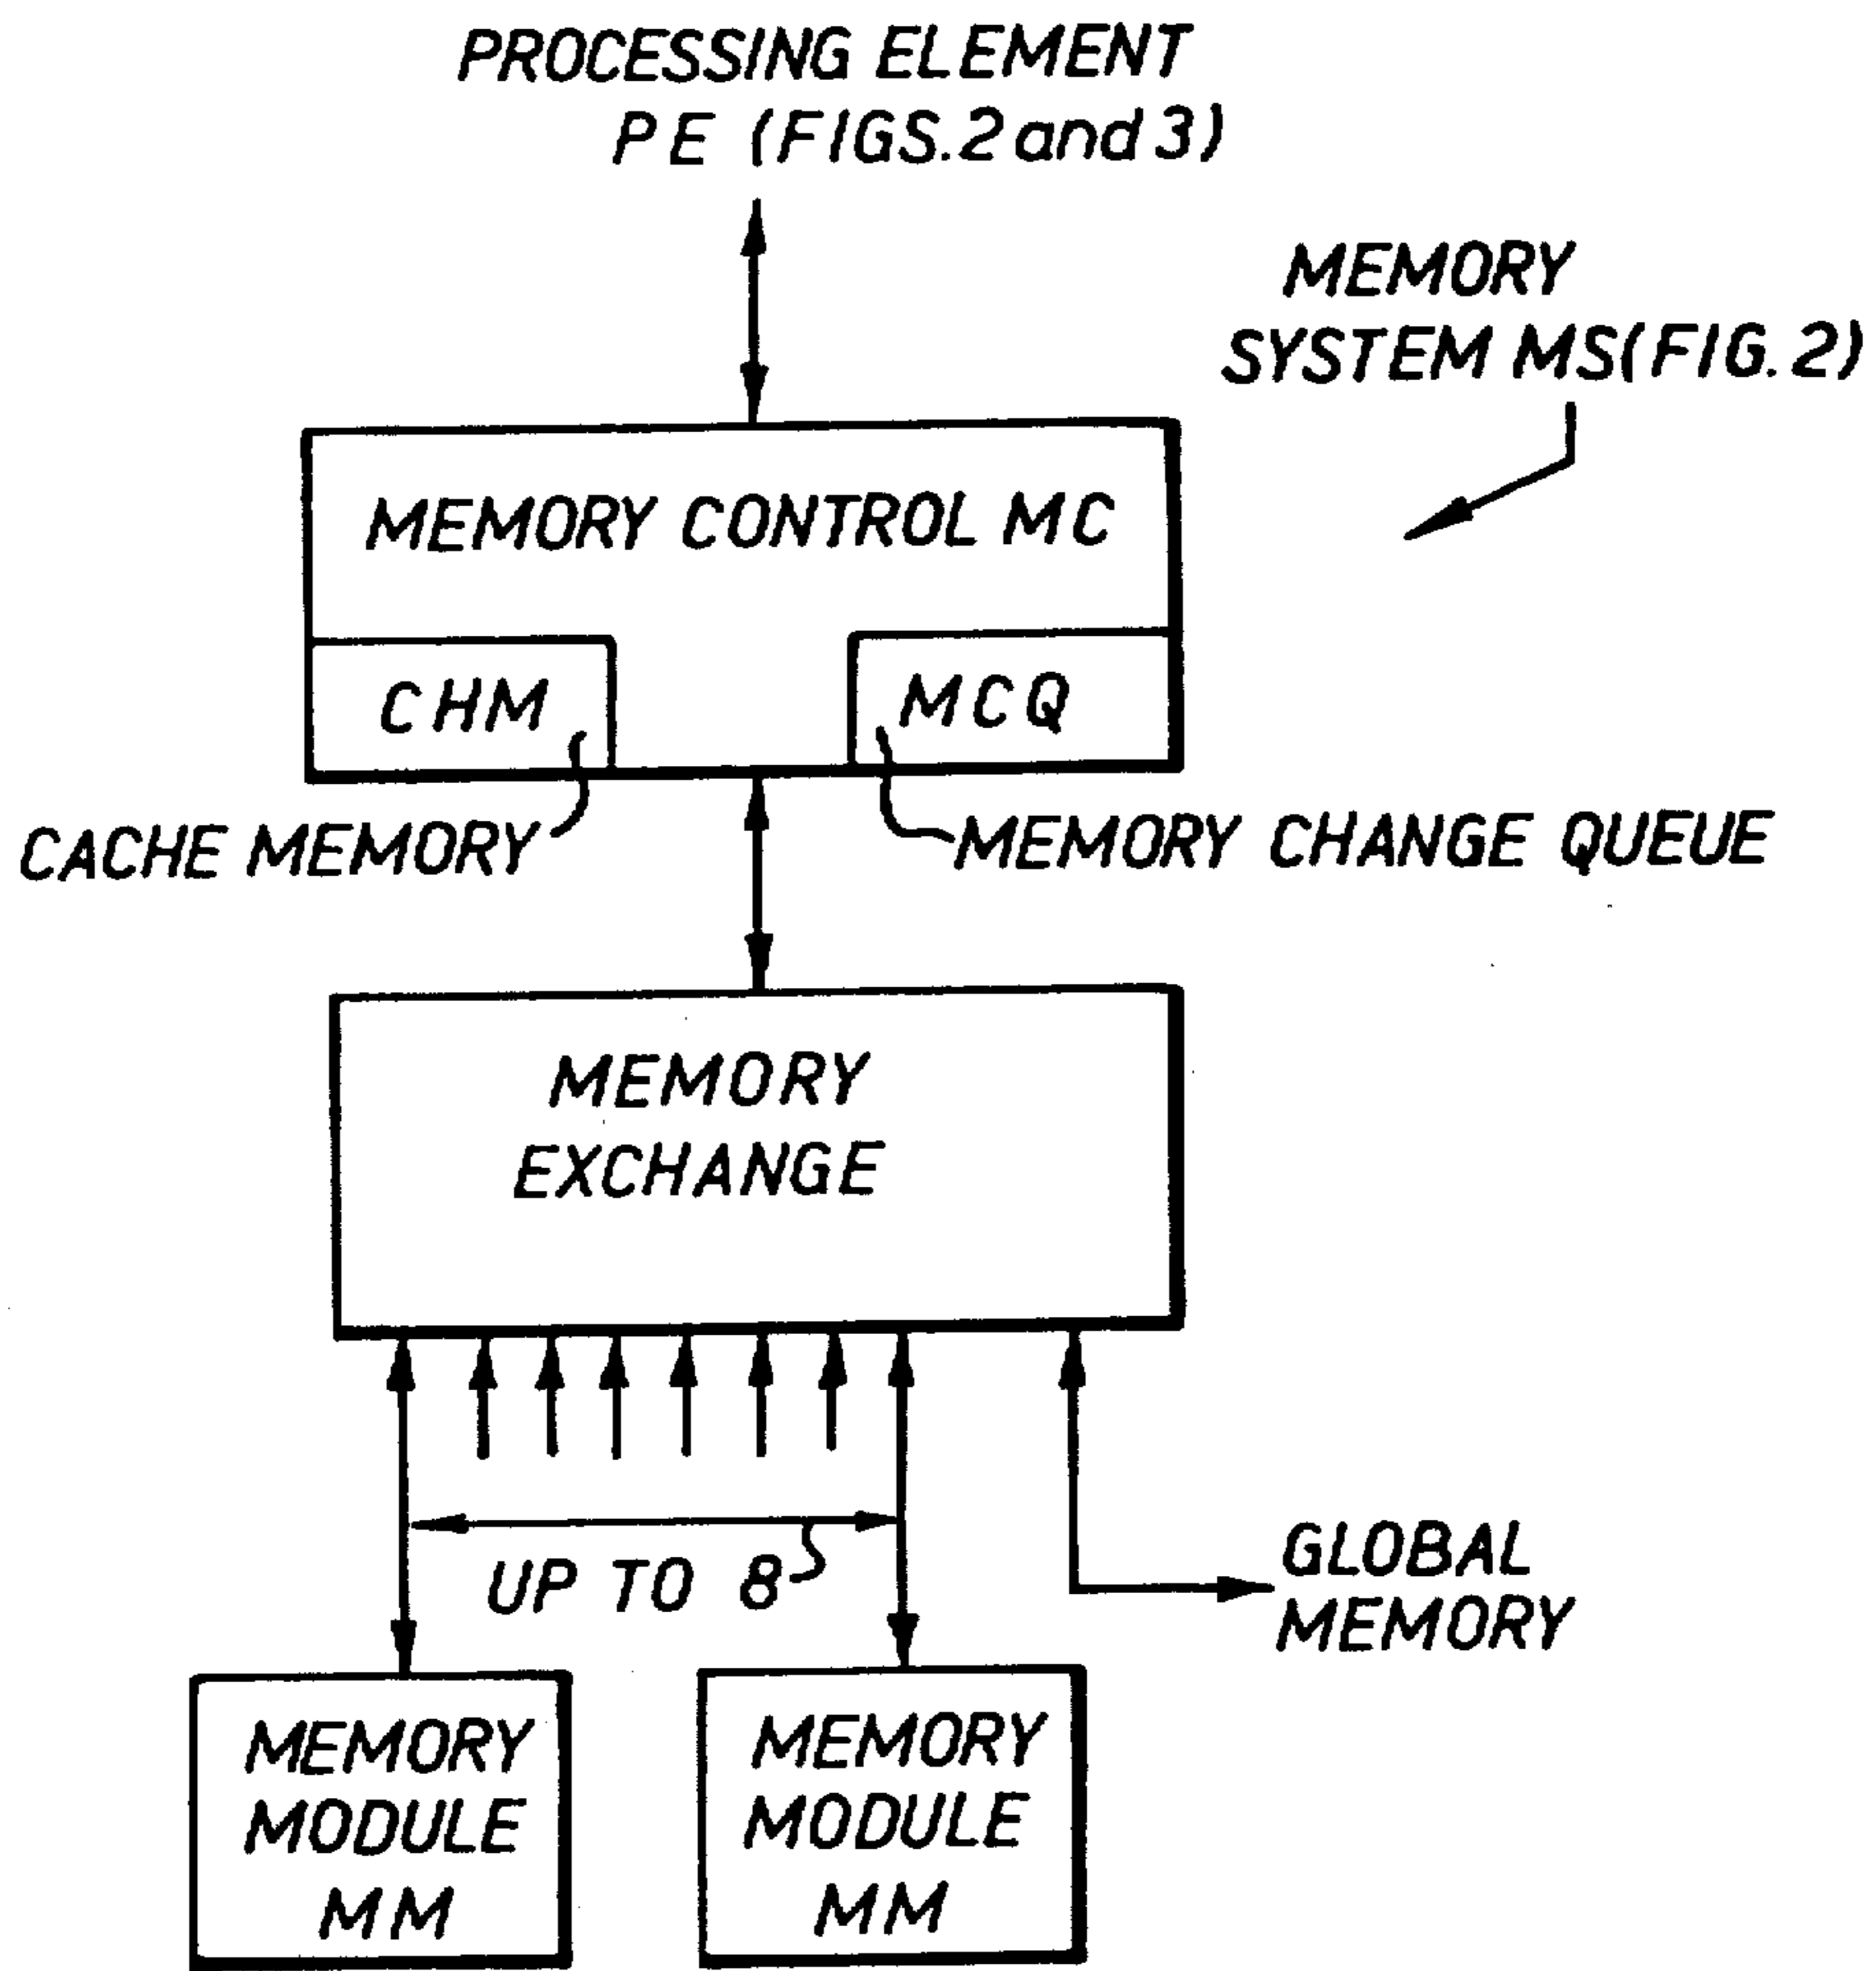 PROCESSING ELEMENT
PE (FIGS. 2 and 3)
MEMORY
SYSTEM MS (FIG. 2)
MEMORY CONTROL MC
CHM
MCQ
CACHE MEMORY
MEMORY CHANGE QUEUE
MEMORY
EXCHANGE
UP TO 8
GLOBAL
MEMORY
MEMORY
MODULE
MM
MEMORY
MODULE
MM